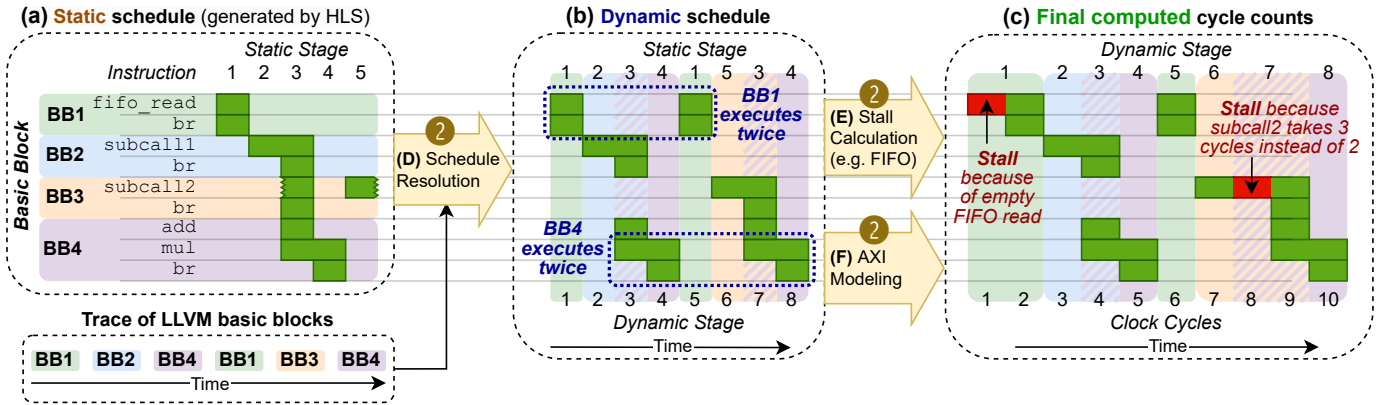 (a) Static schedule (generated by HLS)
Static Stage
Instruction 1 2 3 4 5
Basic Block
BB1
fifo_read
br
BB2
subcall1
br
BB3
subcall2
br
BB4
add
mul
br
Trace of LLVM basic blocks
BB1 BB2 BB4 BB1 BB3 BB4
Time
2
(D) Schedule
Resolution
(b) Dynamic schedule
Static Stage
1 2 3 4 1 5 3 4
BB1
executes
twice
BB4
executes
twice
1 2 3 4 5 6 7 8
Dynamic Stage
Time
2
(E) Stall
Calculation
(e.g. FIFO)
2
(F) AXI
Modeling
(c) Final computed cycle counts
Dynamic Stage
1 2 3 4 5 6 7 8
Stall because
subcall2 takes 3
cycles instead of 2
Stall
because
of empty
FIFO read
1 2 3 4 5 6 7 8 9 10
Clock Cycles
Time